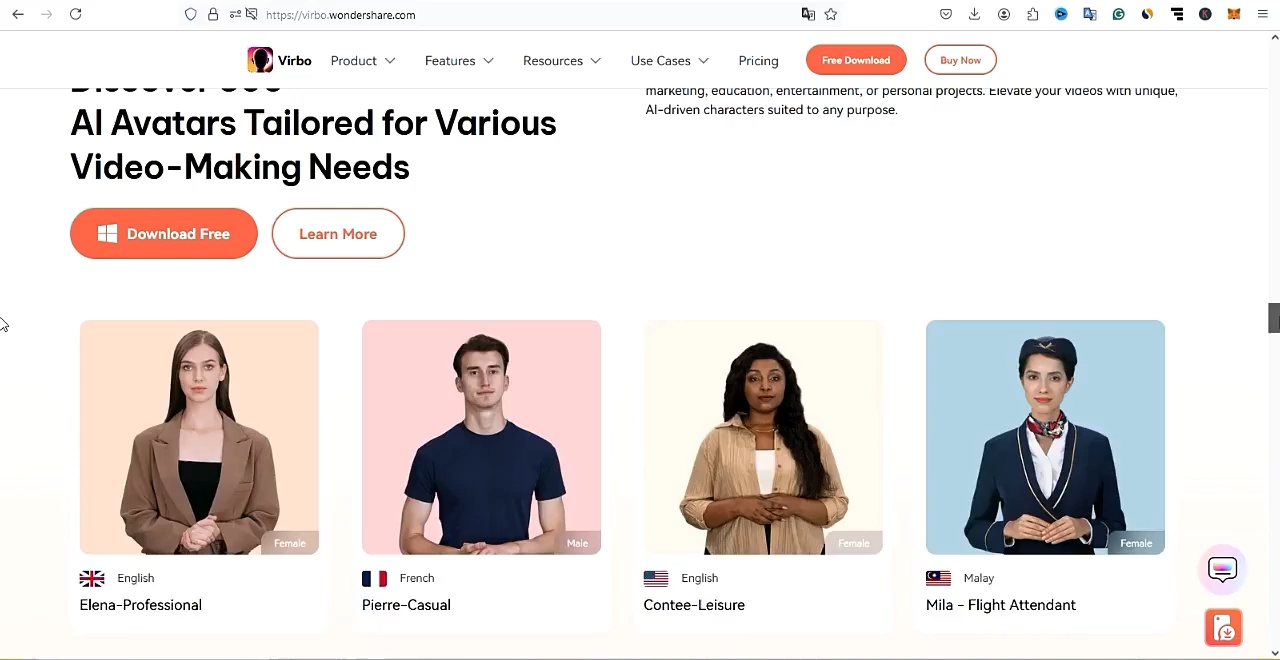 https://virbo.wondershare.com
Virbo
Product
Features
Resources
Use Cases
Pricing
Free Download
Buy Now
AI Avatars Tailored for Various
Video-Making Needs
marketing, education, entertainment, or personal projects. Elevate your videos with unique,
AI-driven characters suited to any purpose.
Download Free
Learn More
Female
English
Elena-Professional
Male
French
Pierre-Casual
Female
English
Contee-Leisure
Female
Malay
Mila - Flight Attendant